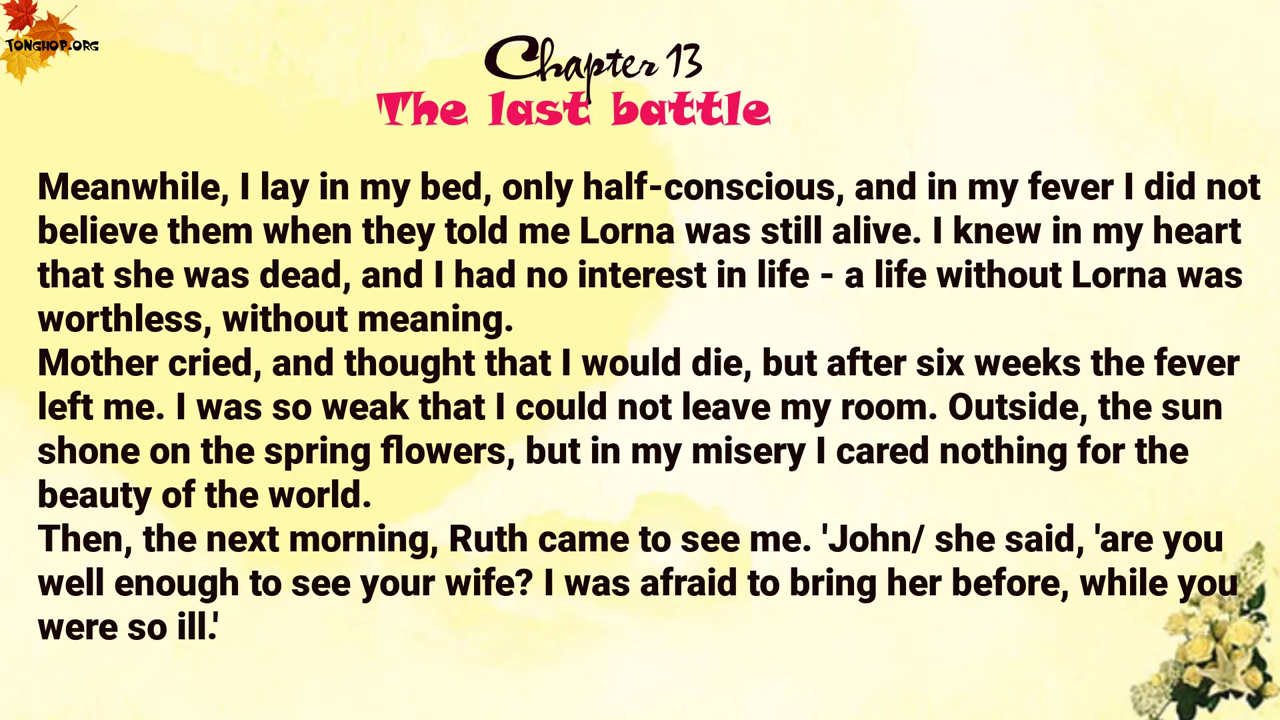 TONGHOP.ORG
Chapter 13
The last battle
Meanwhile, I lay in my bed, only half-conscious, and in my fever I did not
believe them when they told me Lorna was still alive. I knew in my heart
that she was dead, and I had no interest in life - a life without Lorna was
worthless, without meaning.
Mother cried, and thought that I would die, but after six weeks the fever
left me. I was so weak that I could not leave my room. Outside, the sun
shone on the spring flowers, but in my misery I cared nothing for the
beauty of the world.
Then, the next morning, Ruth came to see me. 'John/ she said, 'are you
well enough to see your wife? I was afraid to bring her before, while you
were so ill.'